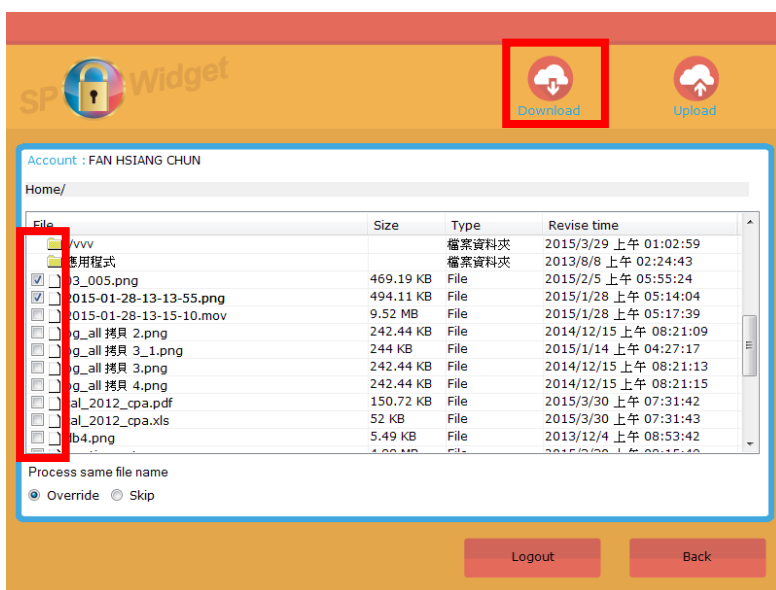 SP Widget
Download
Upload
Account : FAN HSIANG CHUN
Home/
File Size Type Revise time
/vvv 檔案資料夾 2015/3/29 上午 01:02:59
應用程式 檔案資料夾 2013/8/8 上午 02:24:43
03_005.png 469.19 KB File 2015/2/5 上午 05:55:24
2015-01-28-13-13-55.png 494.11 KB File 2015/1/28 上午 05:14:04
2015-01-28-13-15-10.mov 9.52 MB File 2015/1/28 上午 05:17:39
bg_all 拷貝 2.png 242.44 KB File 2014/12/15 上午 08:21:09
bg_all 拷貝 3_1.png 244 KB File 2015/1/14 上午 04:27:17
bg_all 拷貝 3.png 242.44 KB File 2014/12/15 上午 08:21:13
bg_all 拷貝 4.png 242.44 KB File 2014/12/15 上午 08:21:15
cal_2012_cpa.pdf 150.72 KB File 2015/3/30 上午 07:31:42
cal_2012_cpa.xls 52 KB File 2015/3/30 上午 07:31:43
db4.png 5.49 KB File 2013/12/4 上午 08:53:42
Process same file name
Override Skip
Logout
Back